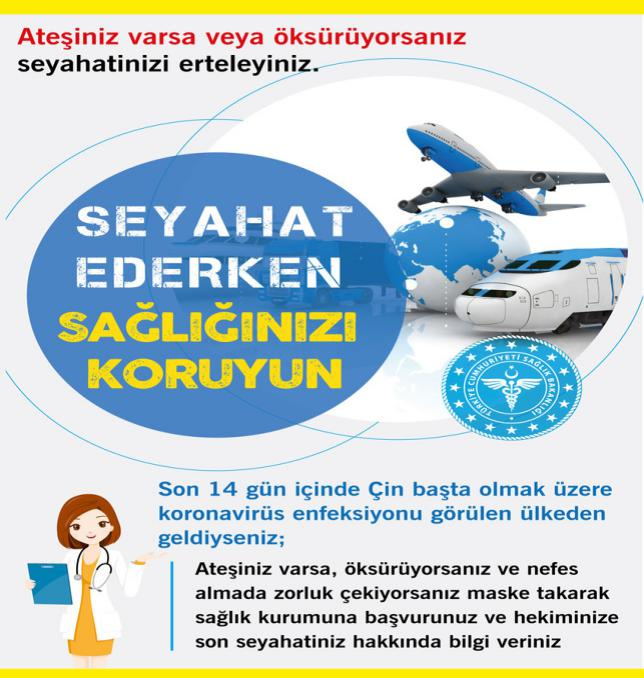 Ateşiniz varsa veya öksürüyorsanız
seyahatinizi erteleyiniz.
SEYAHAT
EDERKEN
SAĞLIĞINIZI
KORUYUN
TÜRKİYE CUMHURİYETİ SAĞLIK BAKANLIĞI
Son 14 gün içinde Çin başta olmak üzere
koronavirüs enfeksiyonu görülen ülkeden
geldiyseniz;
Ateşiniz varsa, öksürüyorsanız ve nefes
almada zorluk çekiyorsanız maske takarak
sağlık kurumuna başvurunuz ve hekiminize
son seyahatiniz hakkında bilgi veriniz